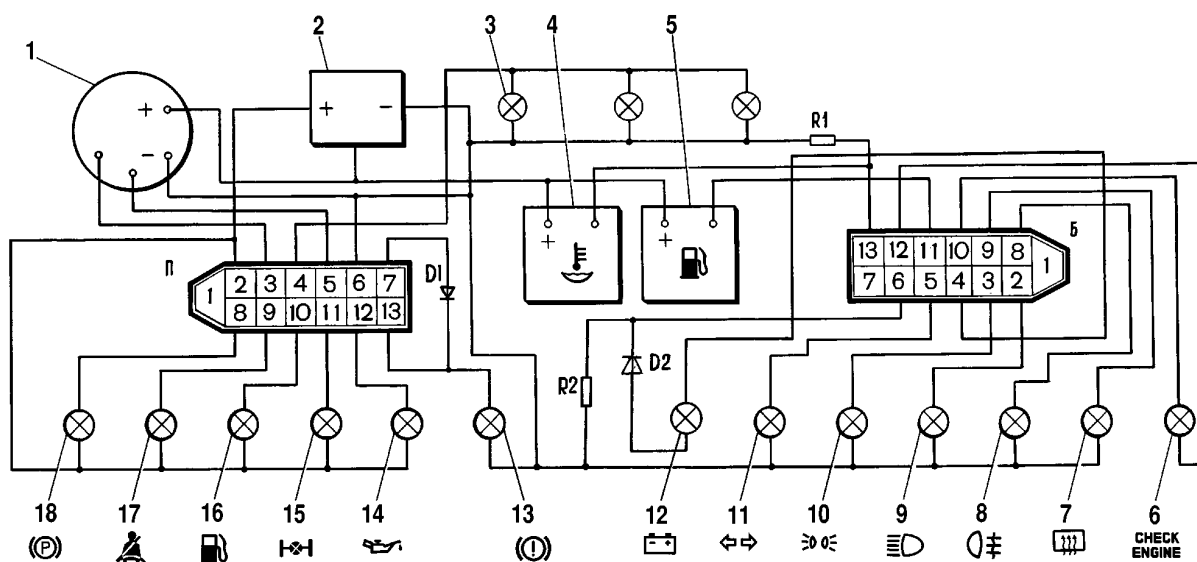 1 2 3 4 5
+ + -
-
R1
+ + Б
П
13 12 11 10 9 8
1
7 6 5 4 3 2
2 3 4 5 6 7
1
8 9 10 11 12 13
D1
R2 D2
18 17 16 15 14 13 12 11 10 9 8 7 6
P
CHECK
ENGINE